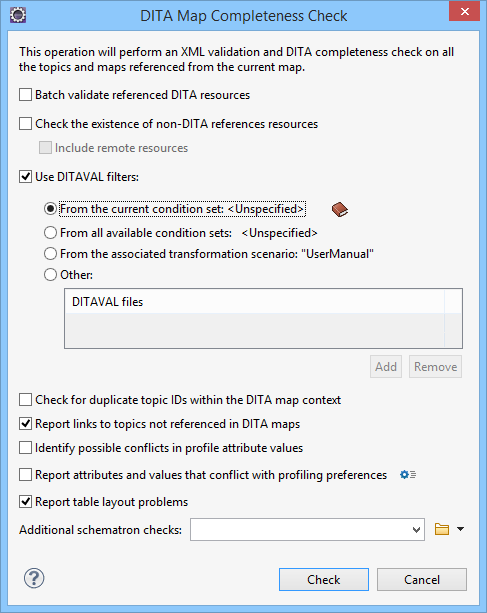 DITA Map Completeness Check
This operation will perform an XML validation and DITA completeness check on all
the topics and maps referenced from the current map.
Batch validate referenced DITA resources
Check the existence of non-DITA references resources
Include remote resources
Use DITAVAL filters:
From the current condition set: <Unspecified>
From all available condition sets: <Unspecified>
From the associated transformation scenario: "UserManual"
Other:
DITAVAL files
Add Remove
Check for duplicate topic IDs within the DITA map context
Report links to topics not referenced in DITA maps
Identify possible conflicts in profile attribute values
Report attributes and values that conflict with profiling preferences
Report table layout problems
Additional schematron checks:
? Check Cancel